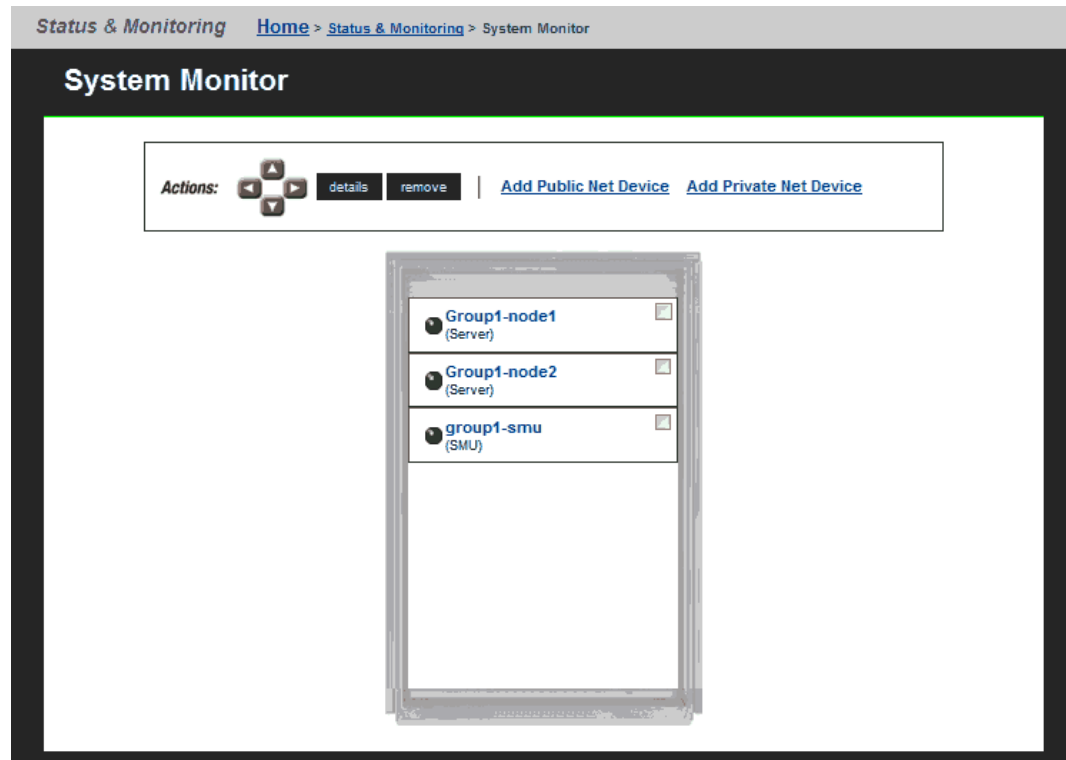 Status & Monitoring Home > Status & Monitoring > System Monitor
System Monitor
Actions: details remove | Add Public Net Device Add Private Net Device
Group1-node1
(Server)
Group1-node2
(Server)
group1-smu
(SMU)